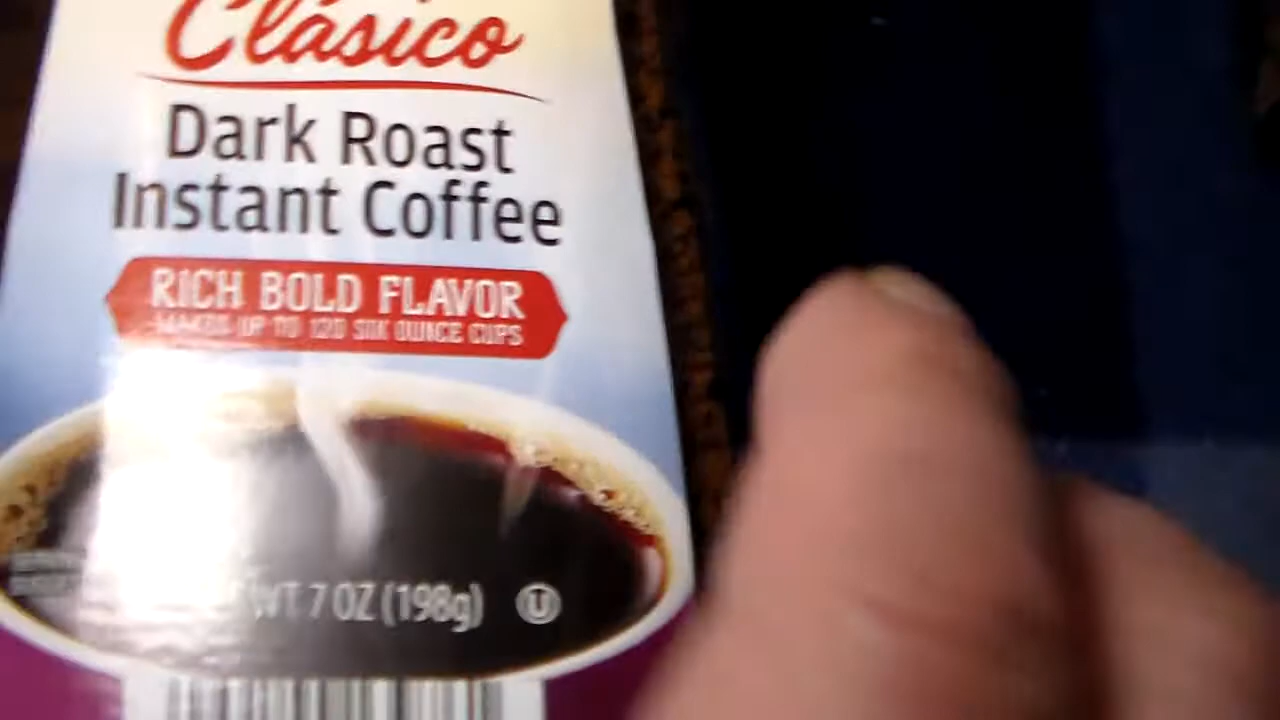 Clásico
Dark Roast
Instant Coffee
RICH BOLD FLAVOR
MAKES UP TO 120 SIX OUNCE CUPS
WT 7 OZ (198g) U